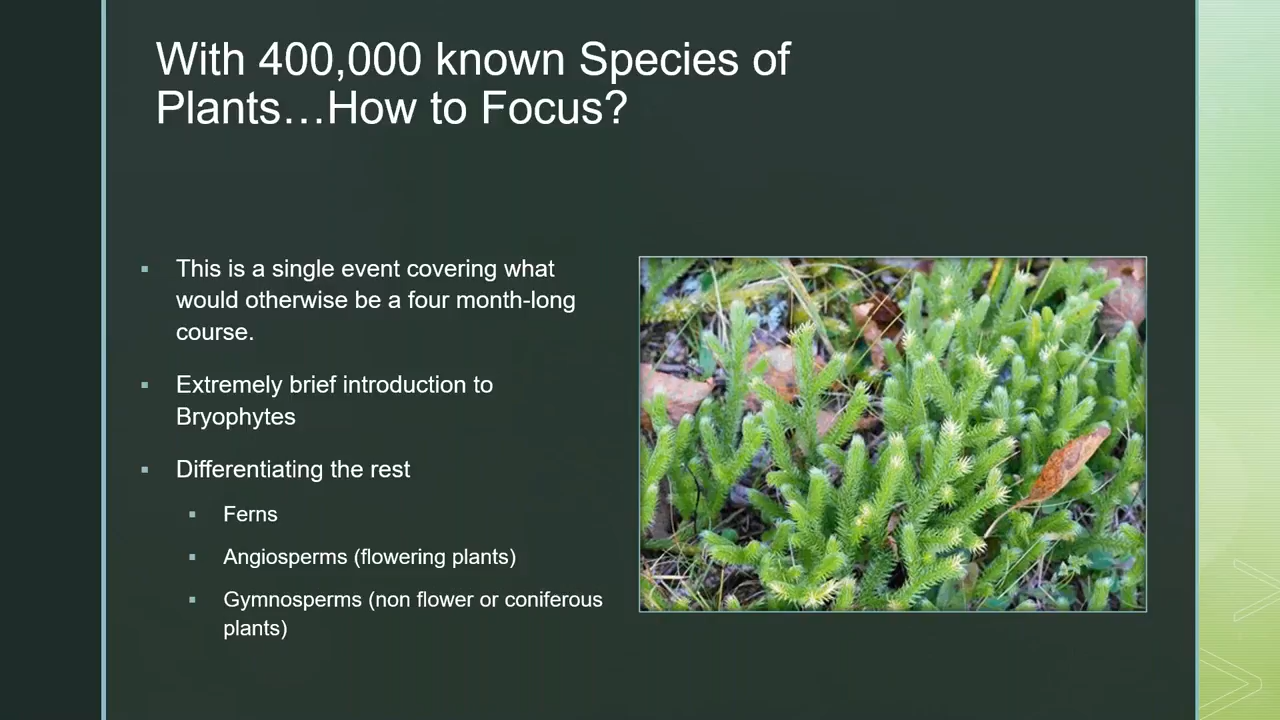 With 400,000 known Species of
Plants…How to Focus?
This is a single event covering what
would otherwise be a four month-long
course.
Extremely brief introduction to
Bryophytes
Differentiating the rest
Ferns
Angiosperms (flowering plants)
Gymnosperms (non flower or coniferous
plants)